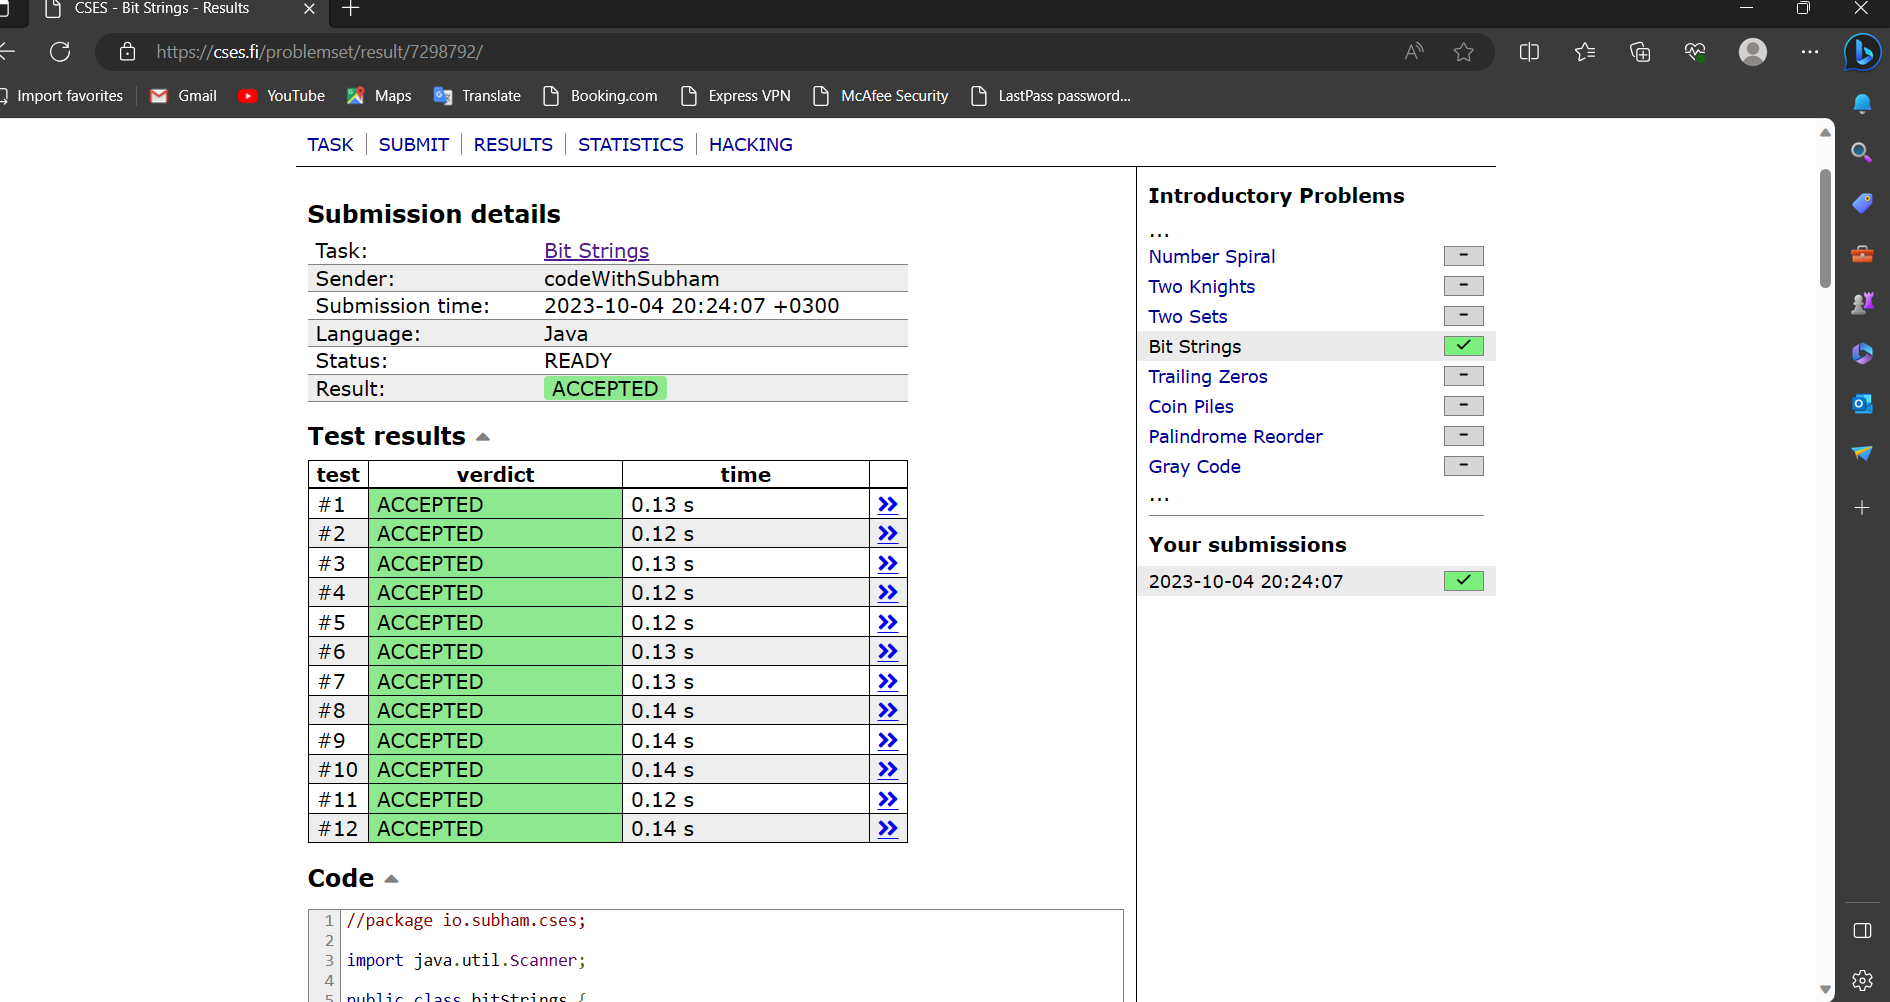 CSES - Bit Strings - Results
https://cses.fi/problemset/result/7298792/
Import favorites Gmail YouTube Maps Translate Booking.com Express VPN McAfee Security LastPass password...
TASK SUBMIT RESULTS STATISTICS HACKING
Submission details
Task: Bit Strings
Sender: codeWithSubham
Submission time: 2023-10-04 20:24:07 +0300
Language: Java
Status: READY
Result: ACCEPTED
Test results
test verdict time
#1 ACCEPTED 0.13 s »
#2 ACCEPTED 0.12 s »
#3 ACCEPTED 0.13 s »
#4 ACCEPTED 0.12 s »
#5 ACCEPTED 0.12 s »
#6 ACCEPTED 0.13 s »
#7 ACCEPTED 0.13 s »
#8 ACCEPTED 0.14 s »
#9 ACCEPTED 0.14 s »
#10 ACCEPTED 0.14 s »
#11 ACCEPTED 0.12 s »
#12 ACCEPTED 0.14 s »
Code
1 //package io.subham.cses;
2
3 import java.util.Scanner;
4
5 public class bitStrings {
Introductory Problems
...
Number Spiral -
Two Knights -
Two Sets -
Bit Strings ✓
Trailing Zeros -
Coin Piles -
Palindrome Reorder -
Gray Code -
...
Your submissions
2023-10-04 20:24:07 ✓